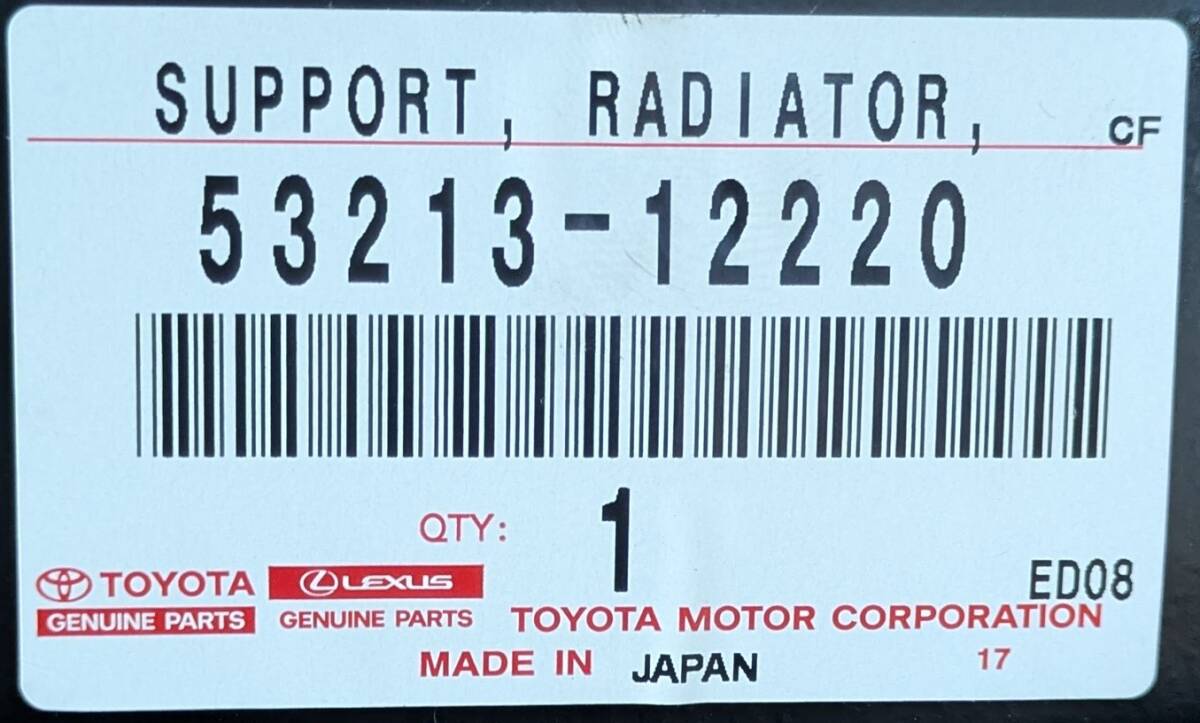 SUPPORT, RADIATOR, CF
53213-12220
QTY: 1
ED08
TOYOTA LEXUS
GENUINE PARTS GENUINE PARTS TOYOTA MOTOR CORPORATION
MADE IN JAPAN 17